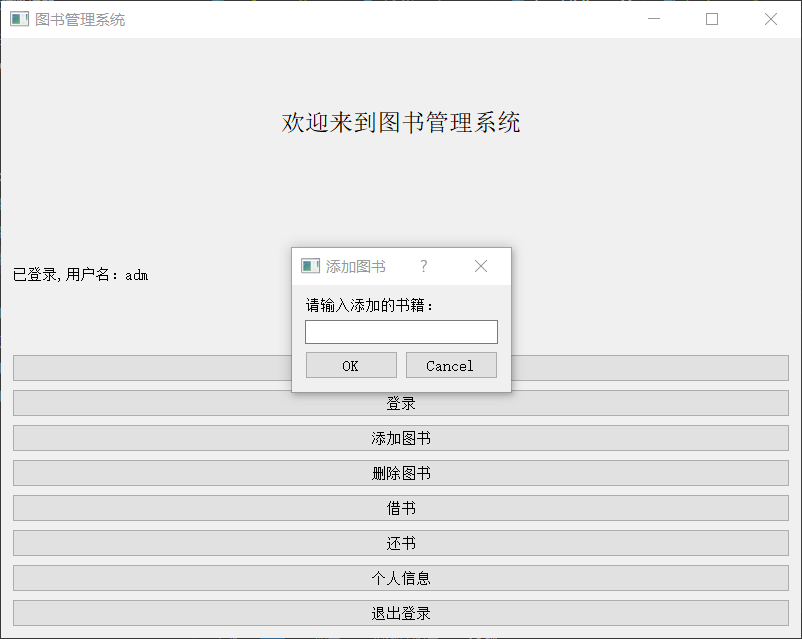 图书管理系统
欢迎来到图书管理系统
已登录,用户名：adm
添加图书
?
请输入添加的书籍：
OK
Cancel
登录
添加图书
删除图书
借书
还书
个人信息
退出登录